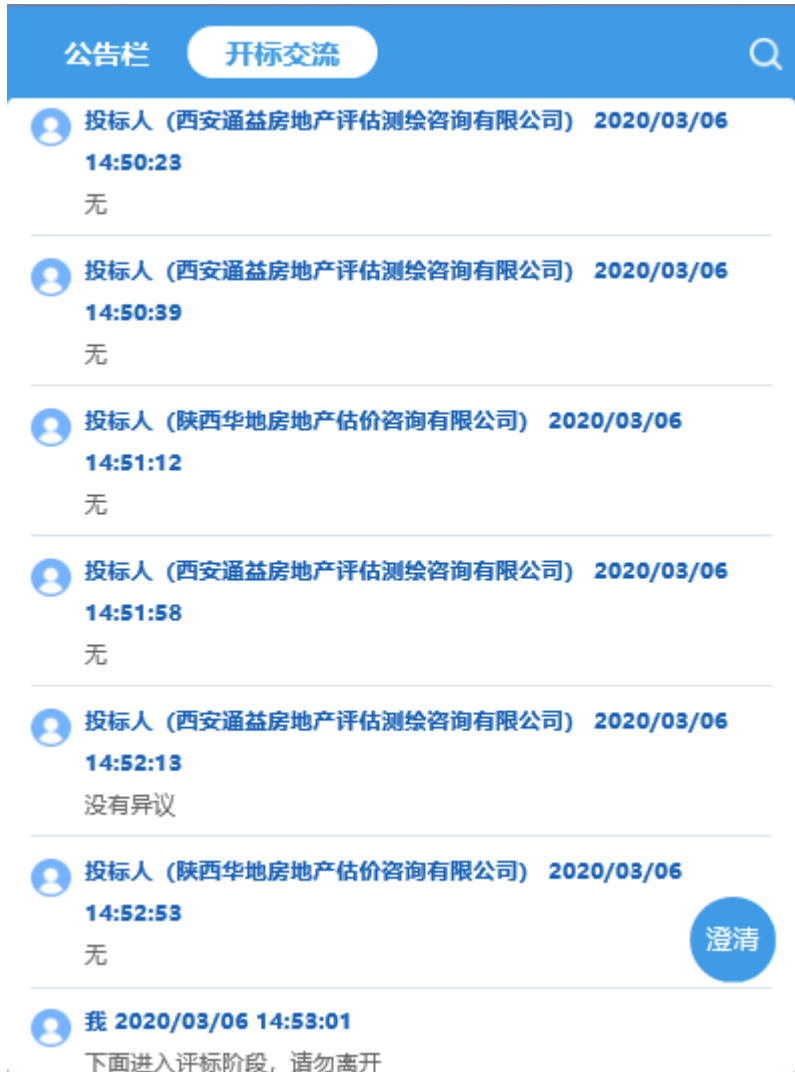 公告栏 开标交流
投标人（西安通益房地产评估测绘咨询有限公司） 2020/03/06
14:50:23
无
投标人（西安通益房地产评估测绘咨询有限公司） 2020/03/06
14:50:39
无
投标人（陕西华地房地产估价咨询有限公司） 2020/03/06
14:51:12
无
投标人（西安通益房地产评估测绘咨询有限公司） 2020/03/06
14:51:58
无
投标人（西安通益房地产评估测绘咨询有限公司） 2020/03/06
14:52:13
没有异议
投标人（陕西华地房地产估价咨询有限公司） 2020/03/06
14:52:53
无
澄清
我 2020/03/06 14:53:01
下面进入评标阶段，请勿离开